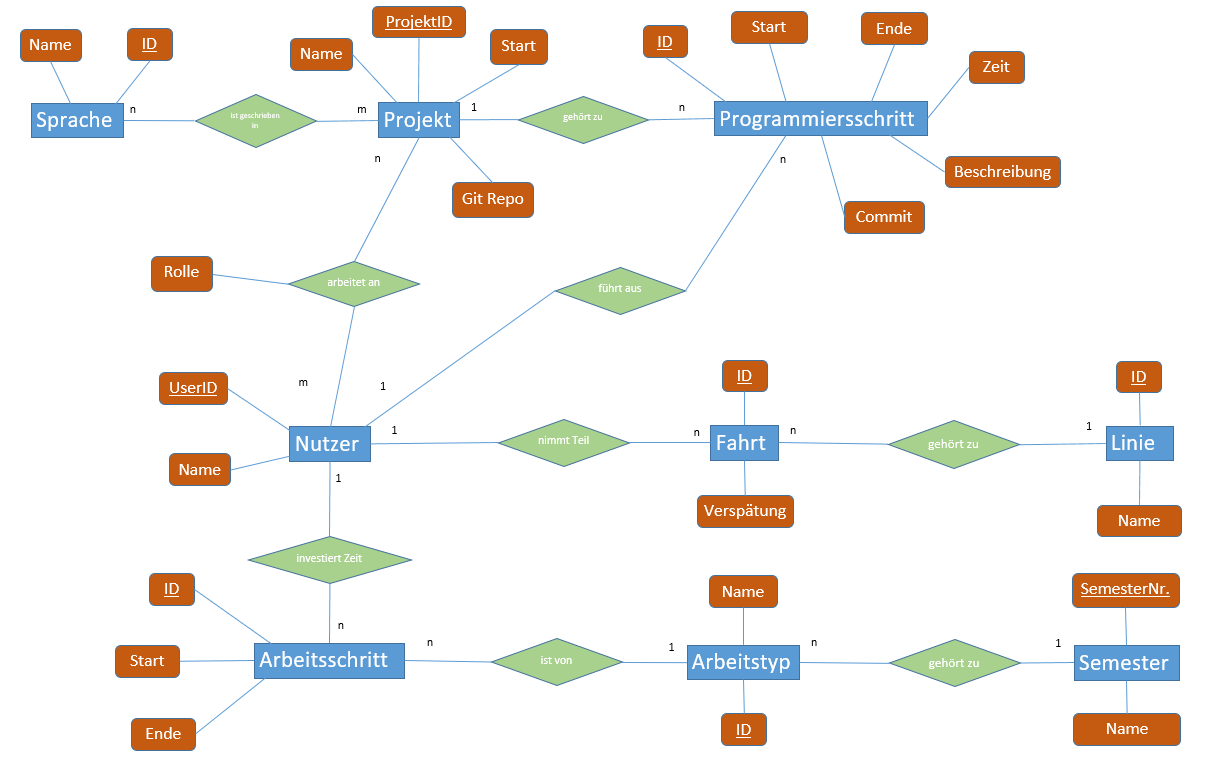 ProjektID
Name
ID
Name
Start
ID
Start
Ende
Zeit
Sprache
n
ist geschrieben
in
m
Projekt
1
gehört zu
n
Programmiersschritt
n
n
Beschreibung
Git Repo
Commit
Rolle
arbeitet an
führt aus
UserID
m
1
ID
ID
Nutzer
1
nimmt Teil
n
Fahrt
n
gehört zu
1
Linie
Name
1
Verspätung
Name
investiert Zeit
ID
Name
SemesterNr.
n
Start
Arbeitsschritt
n
ist von
1
Arbeitstyp
n
gehört zu
1
Semester
Ende
ID
Name